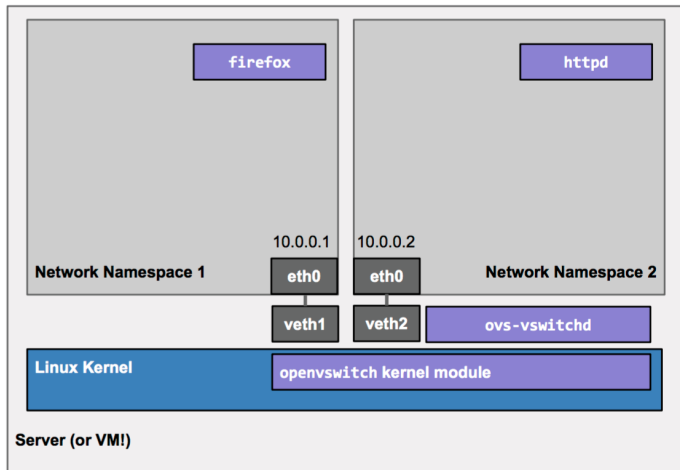 firefox
httpd
10.0.0.1
10.0.0.2
Network Namespace 1
eth0
eth0
Network Namespace 2
veth1
veth2
ovs-vswitchd
Linux Kernel
openvswitch kernel module
Server (or VM!)